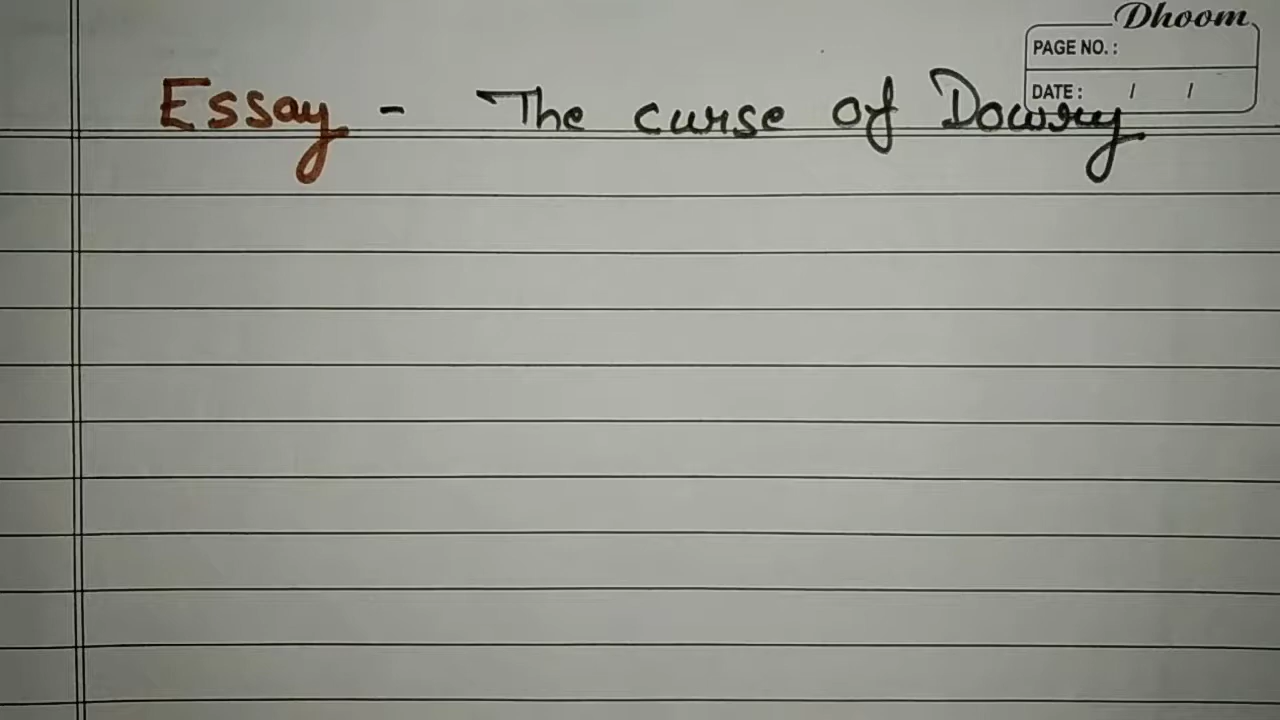 Dhoom
PAGE NO. :
DATE : / /
Essay - The curse of Dowry